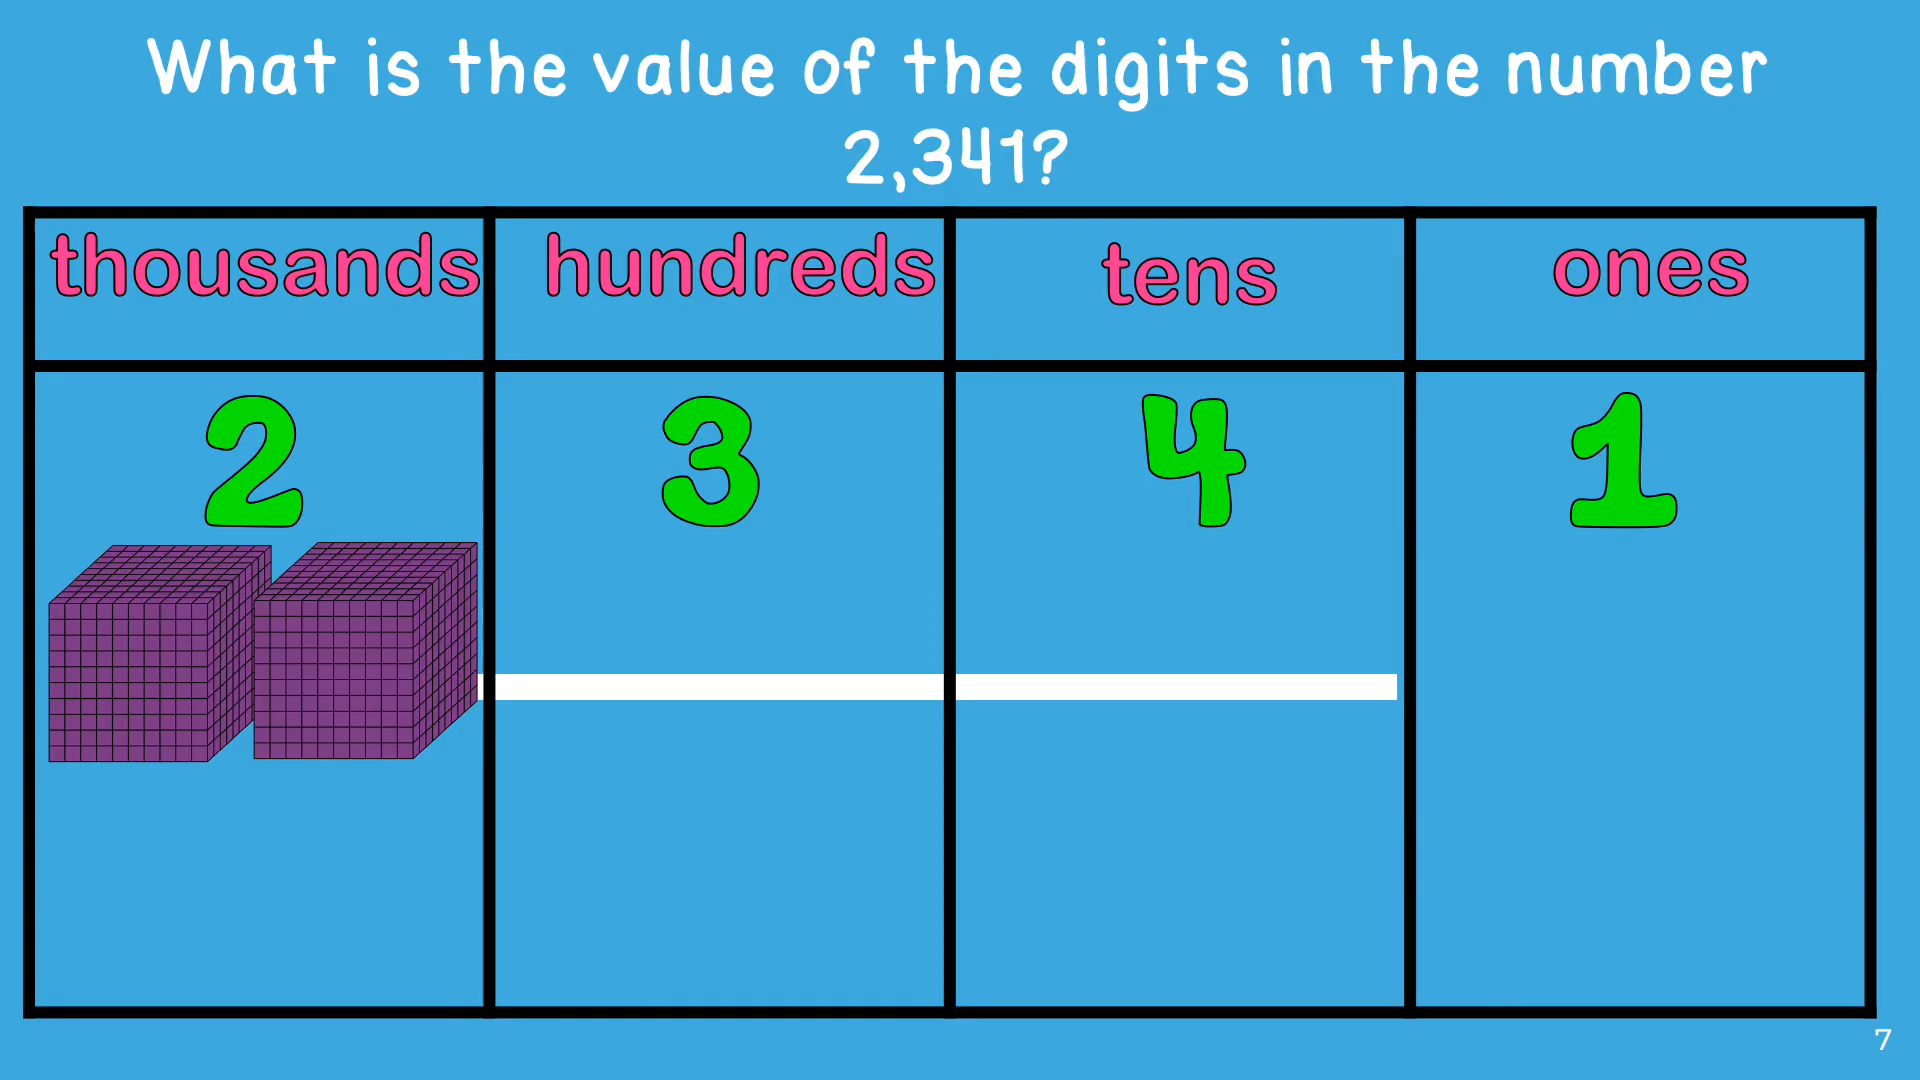 What is the value of the digits in the number
2,341?
thousands hundreds tens ones
2 3 4 1
7